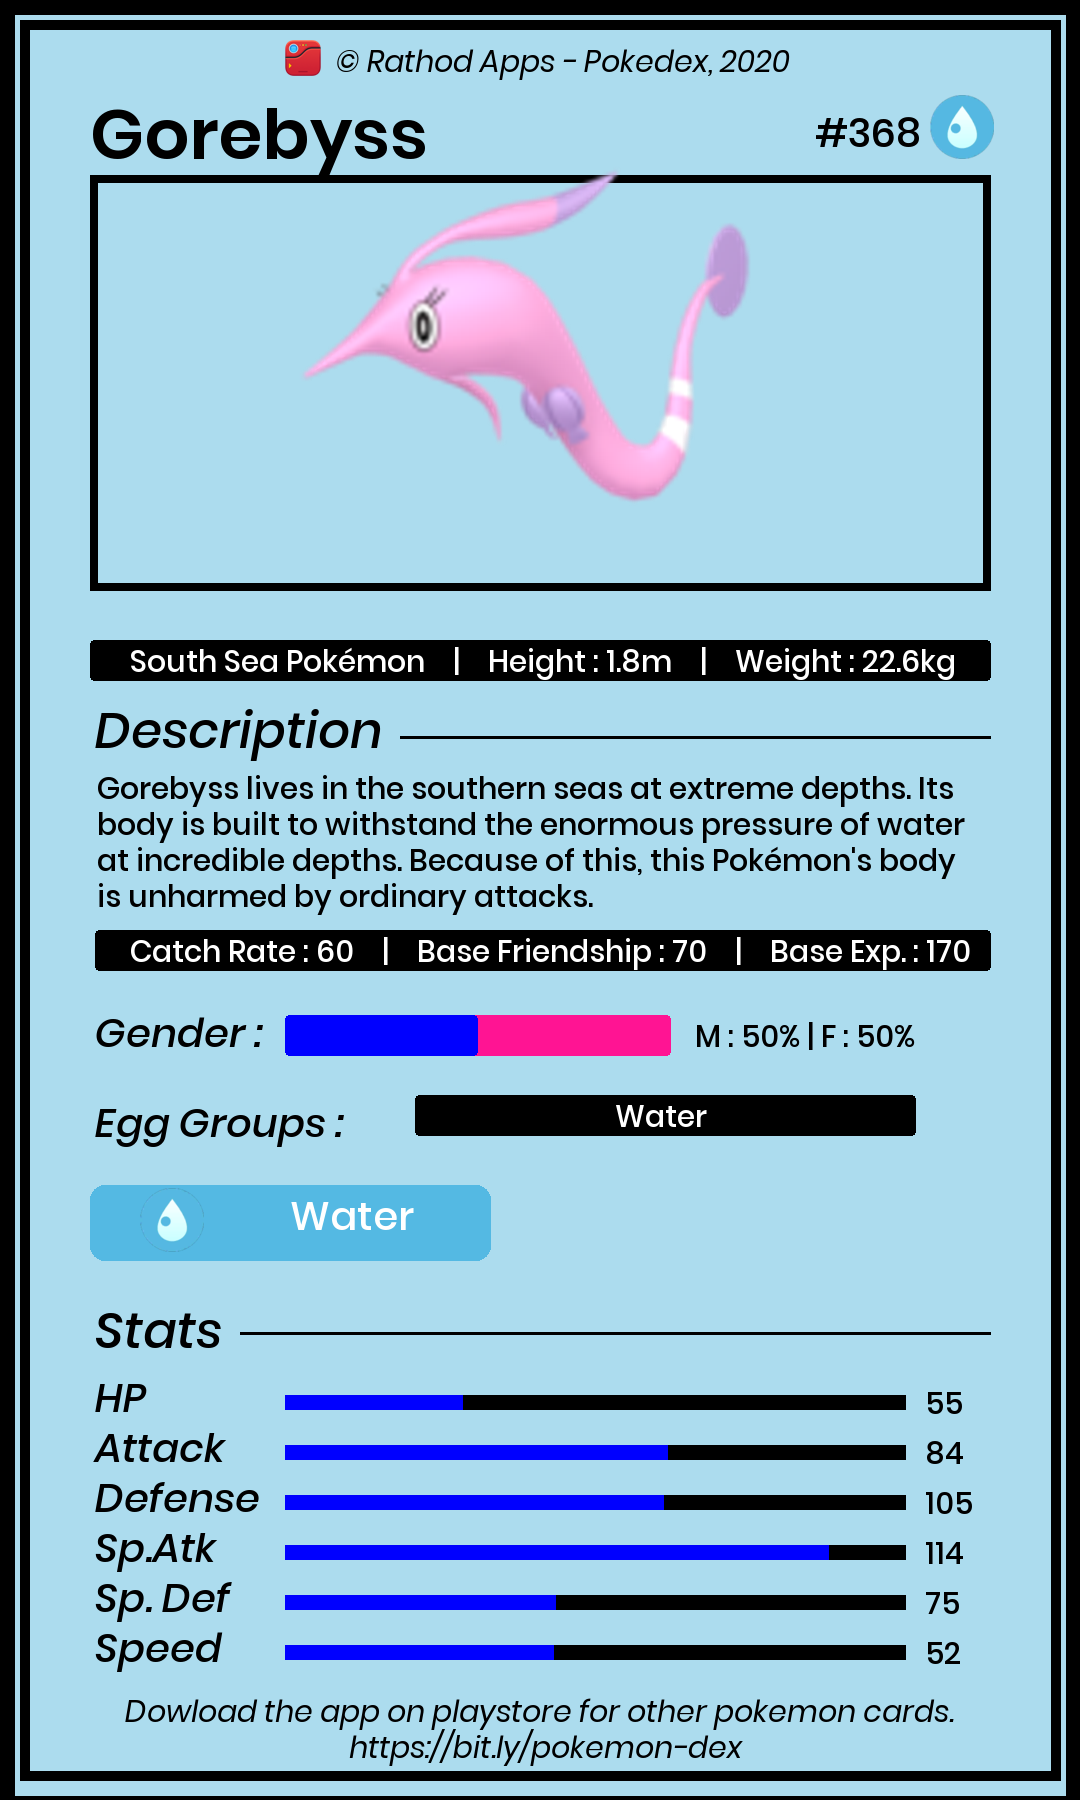 © Rathod Apps - Pokedex, 2020
Gorebyss #368
South Sea Pokémon | Height : 1.8m | Weight : 22.6kg
Description
Gorebyss lives in the southern seas at extreme depths. Its
body is built to withstand the enormous pressure of water
at incredible depths. Because of this, this Pokémon's body
is unharmed by ordinary attacks.
Catch Rate : 60 | Base Friendship : 70 | Base Exp. : 170
Gender : M : 50% | F : 50%
Egg Groups : Water
Water
Stats
HP 55
Attack 84
Defense 105
Sp.Atk 114
Sp. Def 75
Speed 52
Dowload the app on playstore for other pokemon cards.
https://bit.ly/pokemon-dex